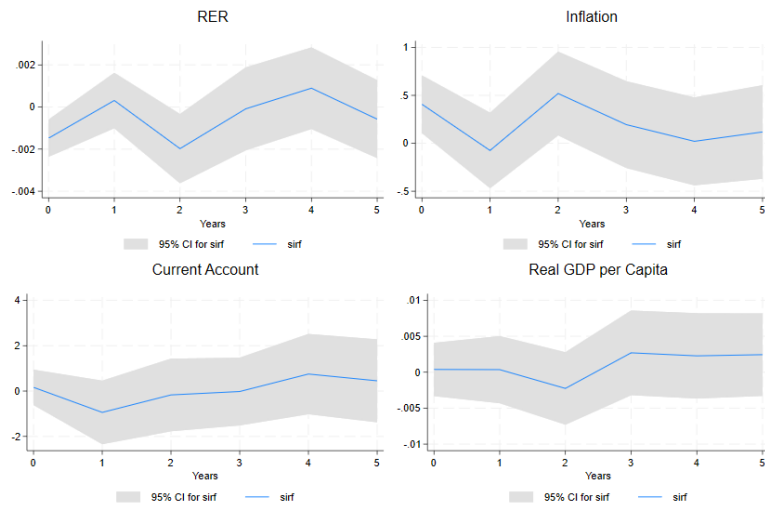 RER
.002
0
-.002
-.004
0 1 2 3 4 5
Years
95% CI for sirf sirf
Inflation
1
.5
0
-.5
0 1 2 3 4 5
Years
95% CI for sirf sirf
Current Account
4
2
0
-2
0 1 2 3 4 5
Years
95% CI for sirf sirf
Real GDP per Capita
.01
.005
0
-.005
-.01
0 1 2 3 4 5
Years
95% CI for sirf sirf